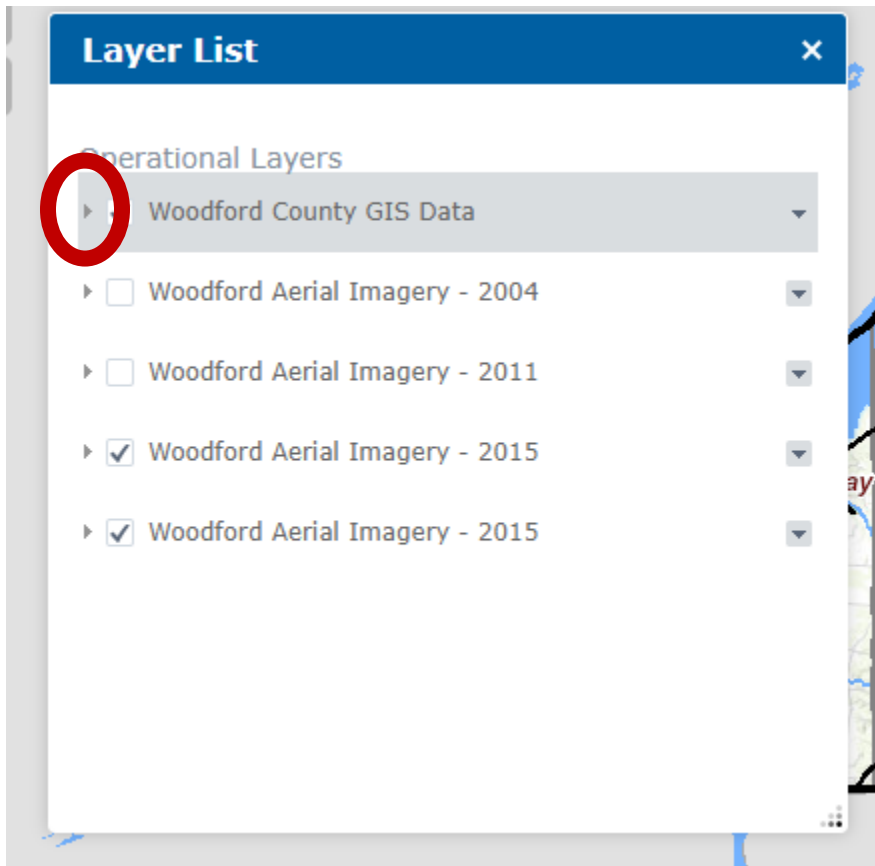 Layer List
Operational Layers
Woodford County GIS Data
Woodford Aerial Imagery - 2004
Woodford Aerial Imagery - 2011
Woodford Aerial Imagery - 2015
Woodford Aerial Imagery - 2015
ay